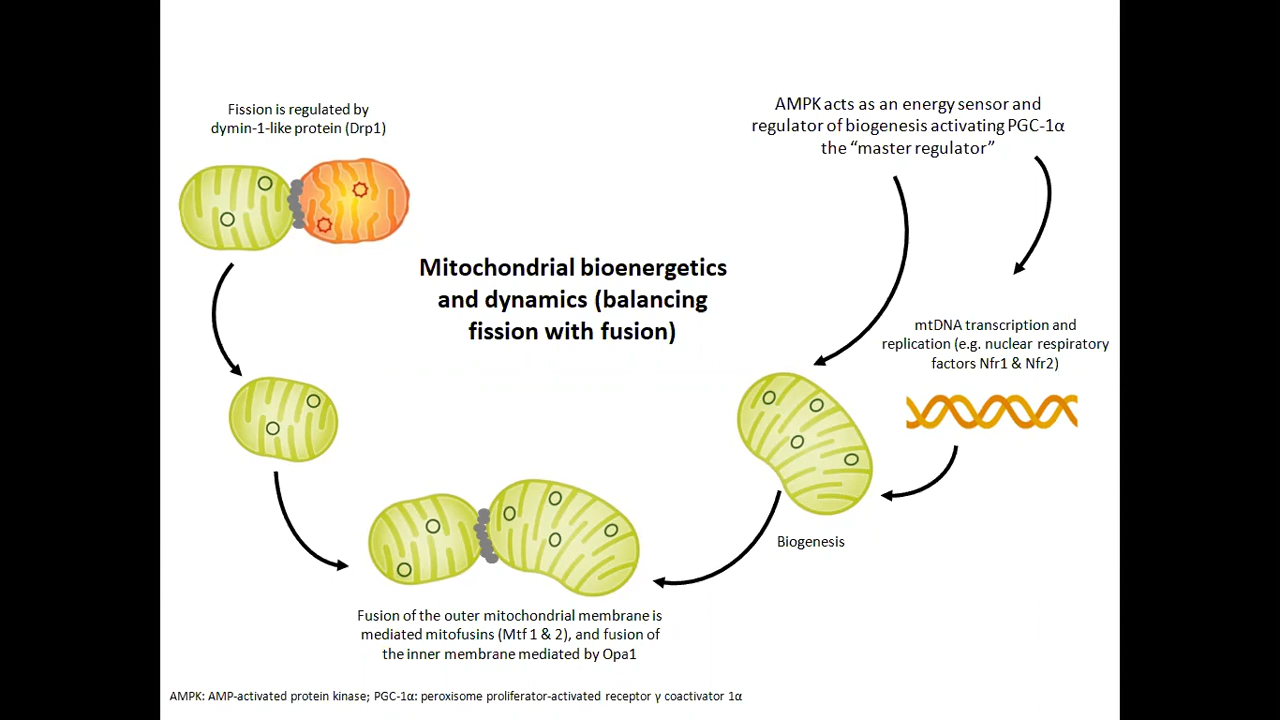 Fission is regulated by
dymin-1-like protein (Drp1)
AMPK acts as an energy sensor and
regulator of biogenesis activating PGC-1α
the “master regulator”
Mitochondrial bioenergetics
and dynamics (balancing
fission with fusion)
mtDNA transcription and
replication (e.g. nuclear respiratory
factors Nfr1 & Nfr2)
Biogenesis
Fusion of the outer mitochondrial membrane is
mediated mitofusins (Mtf 1 & 2), and fusion of
the inner membrane mediated by Opa1
AMPK: AMP-activated protein kinase; PGC-1α: peroxisome proliferator-activated receptor γ coactivator 1α